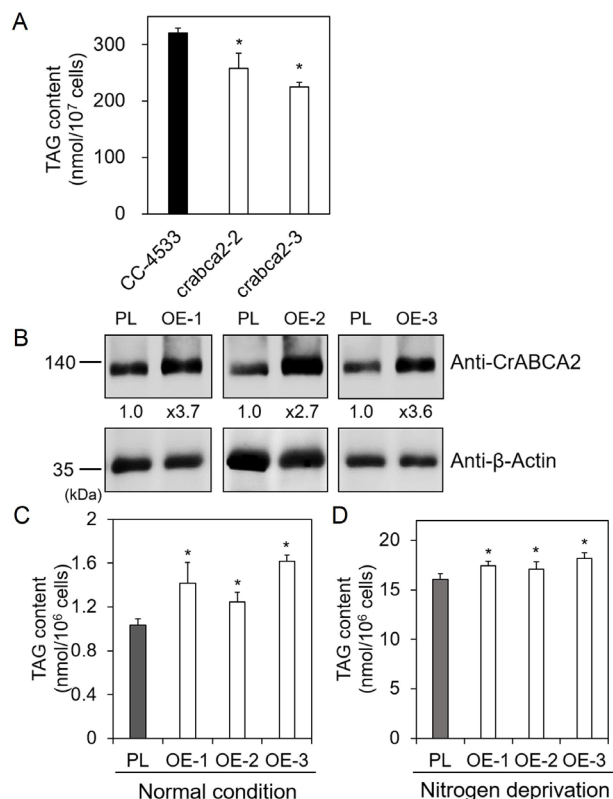 A
TAG content
(nmol/10⁷ cells)
300
200
100
0
*
*
CC-4533
crabca2-2
crabca2-3
B
PL OE-1 PL OE-2 PL OE-3
140
Anti-CrABCA2
1.0 x3.7 1.0 x2.7 1.0 x3.6
35
(kDa)
Anti-β-Actin
C
TAG content
(nmol/10⁶ cells)
2
1.6
1.2
0.8
0.4
0
* * *
PL OE-1 OE-2 OE-3
Normal condition
D
TAG content
(nmol/10⁶ cells)
20
15
10
5
0
* * *
PL OE-1 OE-2 OE-3
Nitrogen deprivation